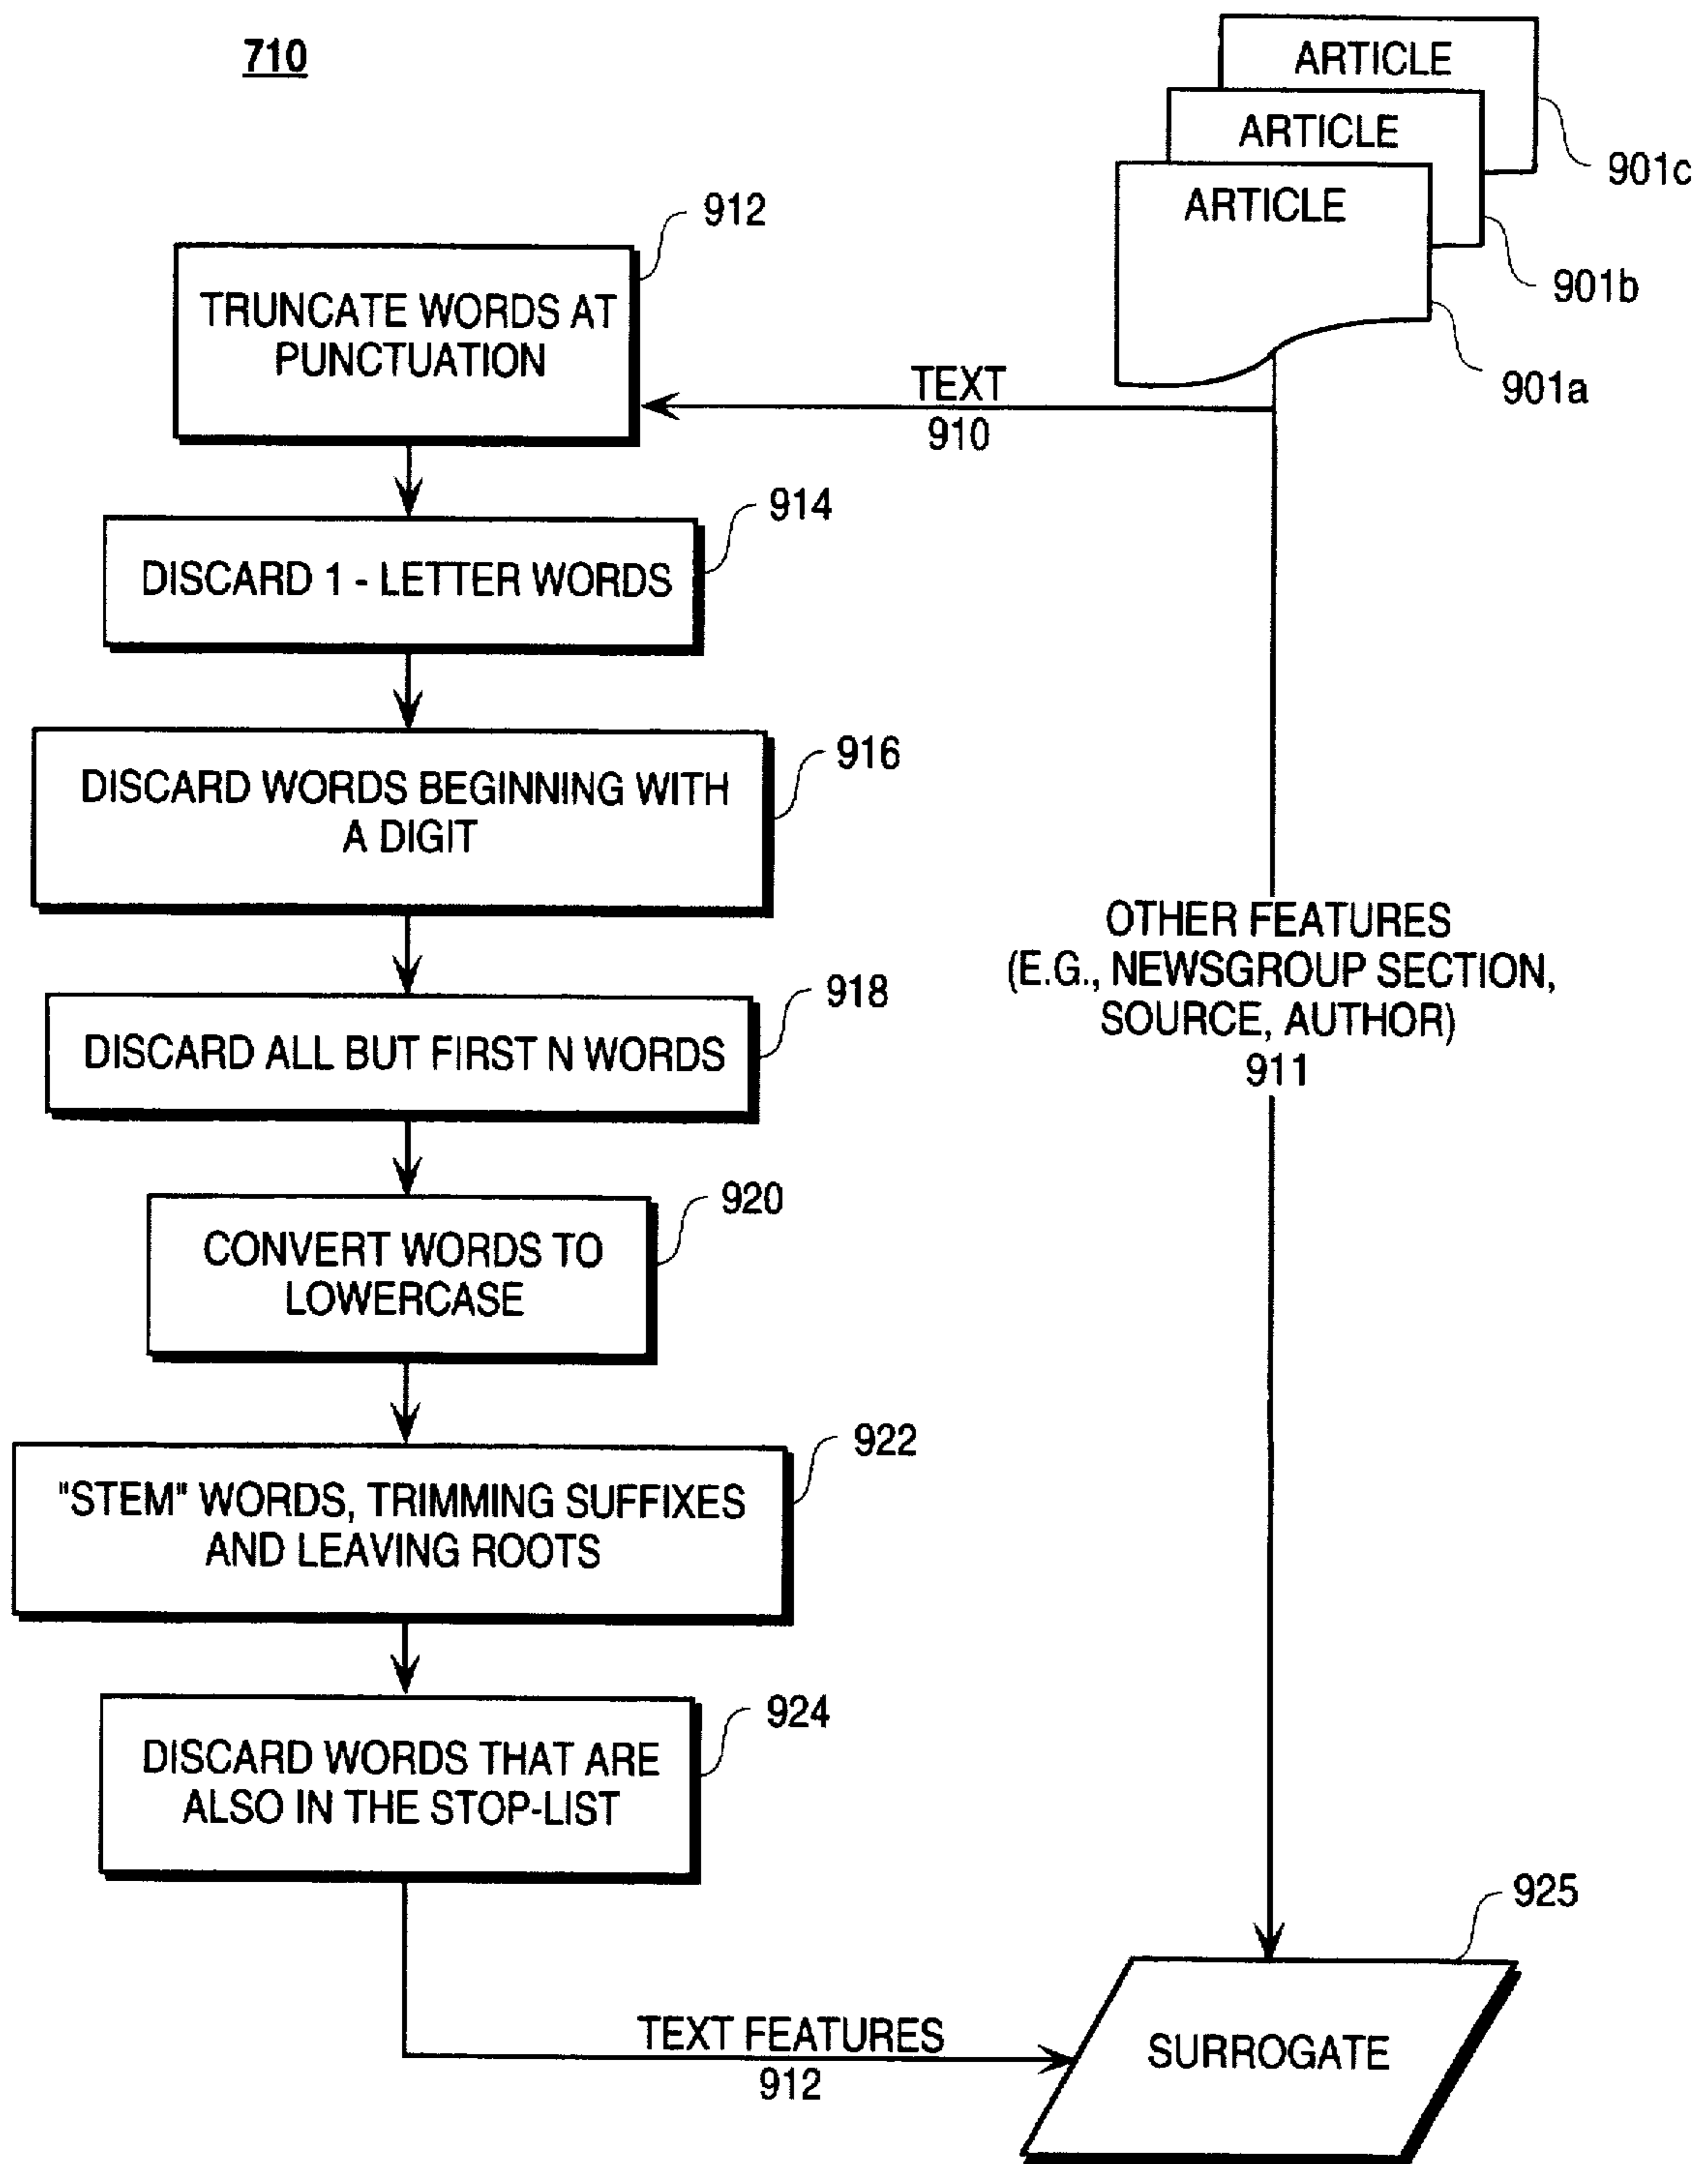 710
ARTICLE
901c
ARTICLE
901b
ARTICLE
901a
912
TRUNCATE WORDS AT
PUNCTUATION
TEXT
910
914
DISCARD 1 - LETTER WORDS
916
DISCARD WORDS BEGINNING WITH
A DIGIT
918
DISCARD ALL BUT FIRST N WORDS
OTHER FEATURES
(E.G., NEWSGROUP SECTION,
SOURCE, AUTHOR)
911
920
CONVERT WORDS TO
LOWERCASE
922
"STEM" WORDS, TRIMMING SUFFIXES
AND LEAVING ROOTS
924
DISCARD WORDS THAT ARE
ALSO IN THE STOP-LIST
925
TEXT FEATURES
912
SURROGATE